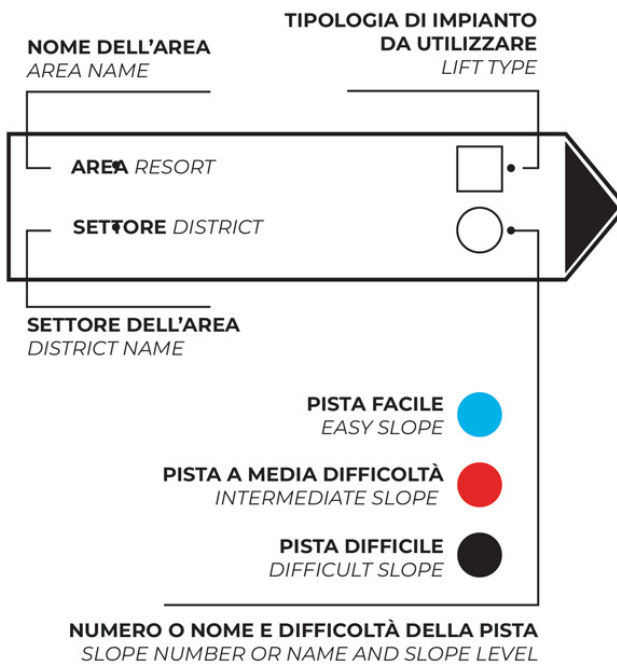 NOME DELL'AREA
AREA NAME
TIPOLOGIA DI IMPIANTO
DA UTILIZZARE
LIFT TYPE
AREA RESORT
SETTORE DISTRICT
SETTORE DELL'AREA
DISTRICT NAME
PISTA FACILE
EASY SLOPE
PISTA A MEDIA DIFFICOLTÀ
INTERMEDIATE SLOPE
PISTA DIFFICILE
DIFFICULT SLOPE
NUMERO O NOME E DIFFICOLTÀ DELLA PISTA
SLOPE NUMBER OR NAME AND SLOPE LEVEL